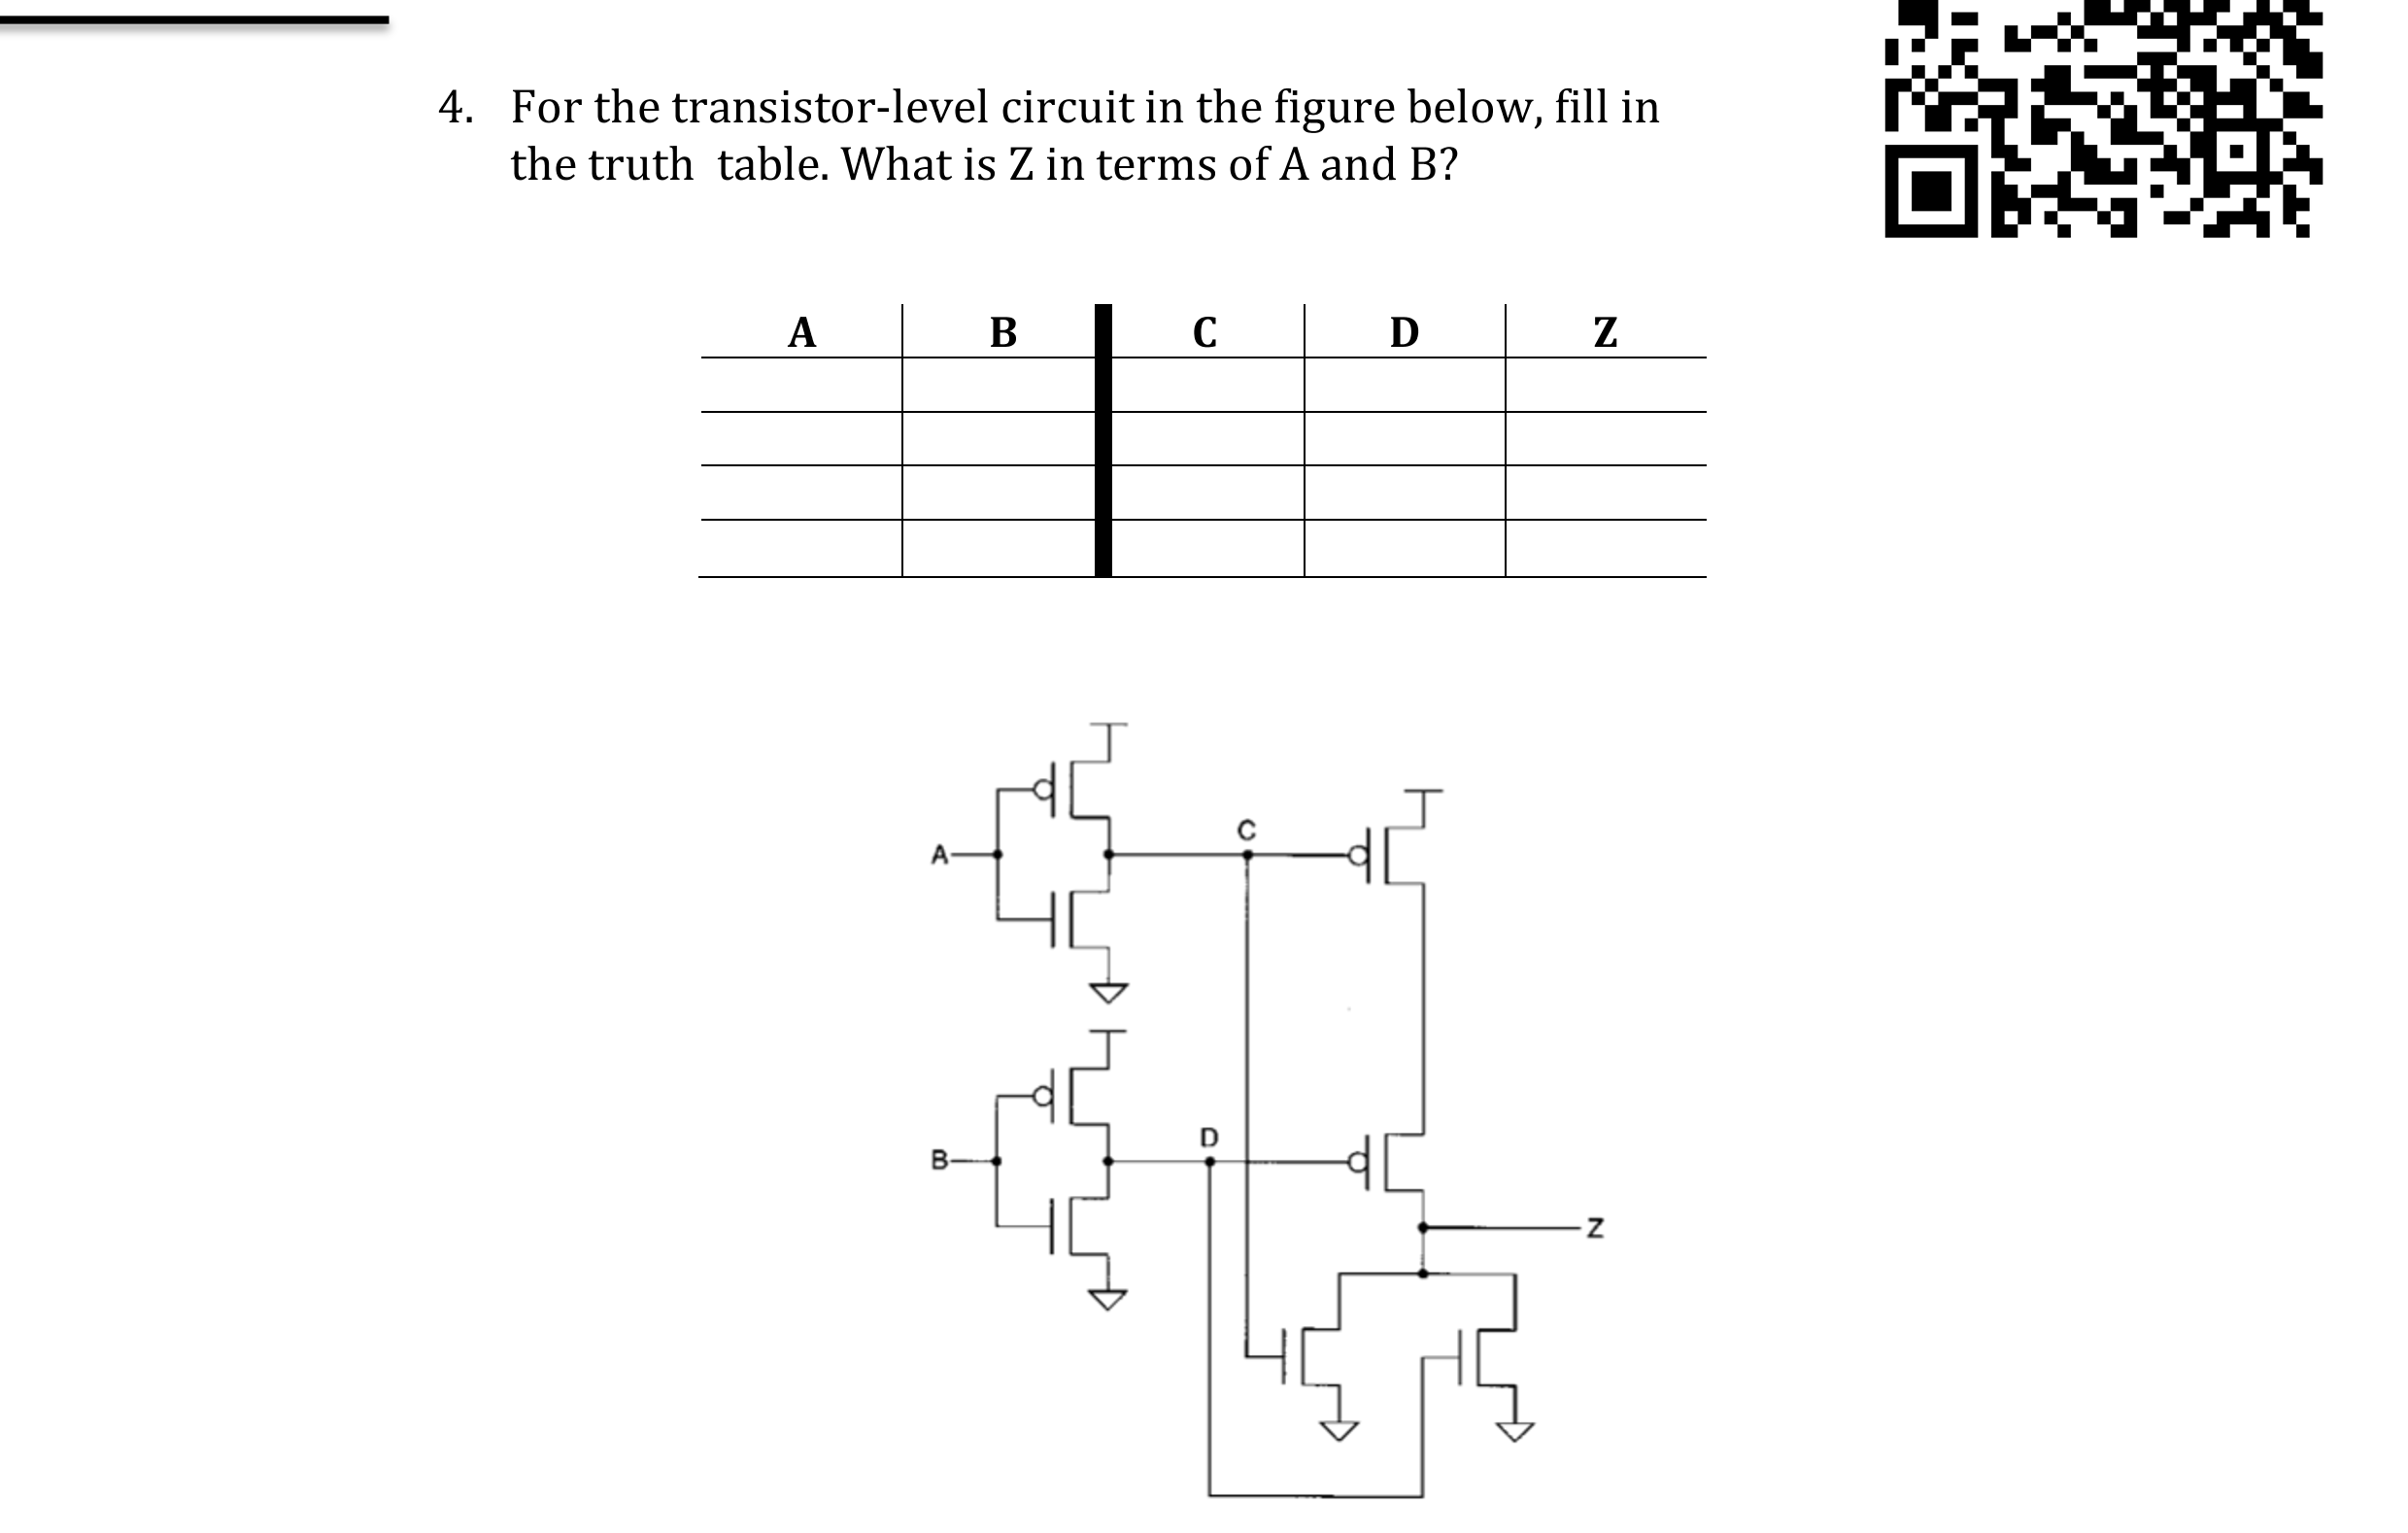 4. For the transistor-level circuit in the figure below, fill in
the truth table. What is Z in terms of A and B?
A B C D Z
C
A
D
B
Z